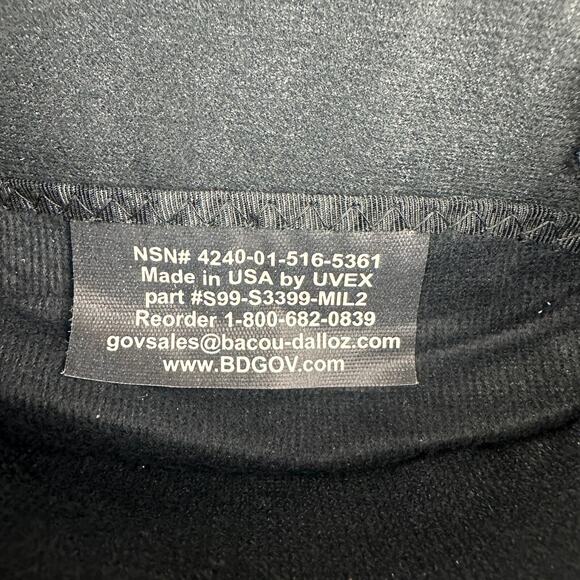 NSN# 4240-01-516-5361
Made in USA by UVEX
part #S99-S3399-MIL2
Reorder 1-800-682-0839
govsales@bacou-dalloz.com
www.BDGOV.com